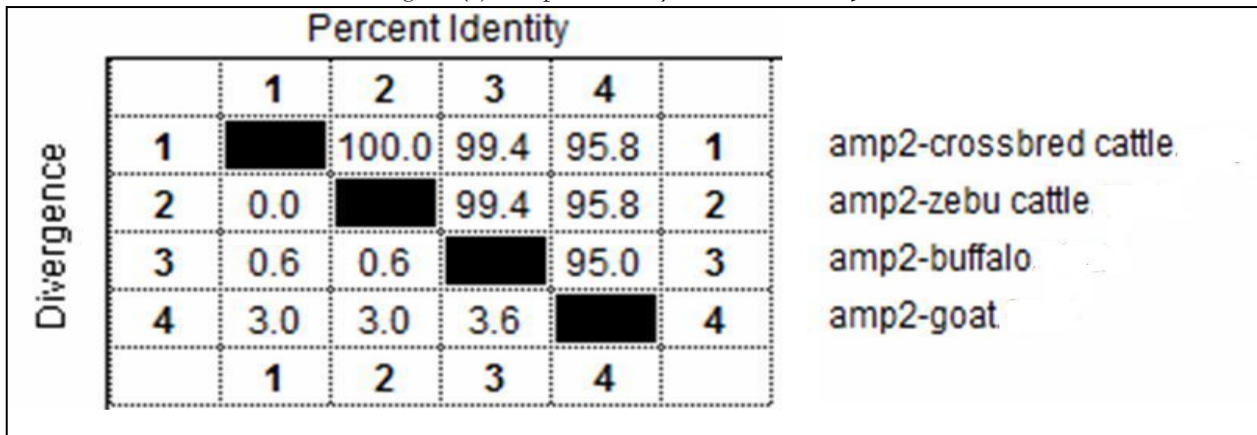 Percent Identity
1 2 3 4
1 100.0 99.4 95.8 1 amp2-crossbred cattle
2 0.0 99.4 95.8 2 amp2-zebu cattle
3 0.6 0.6 95.0 3 amp2-buffalo
4 3.0 3.0 3.6 4 amp2-goat
1 2 3 4
Divergence